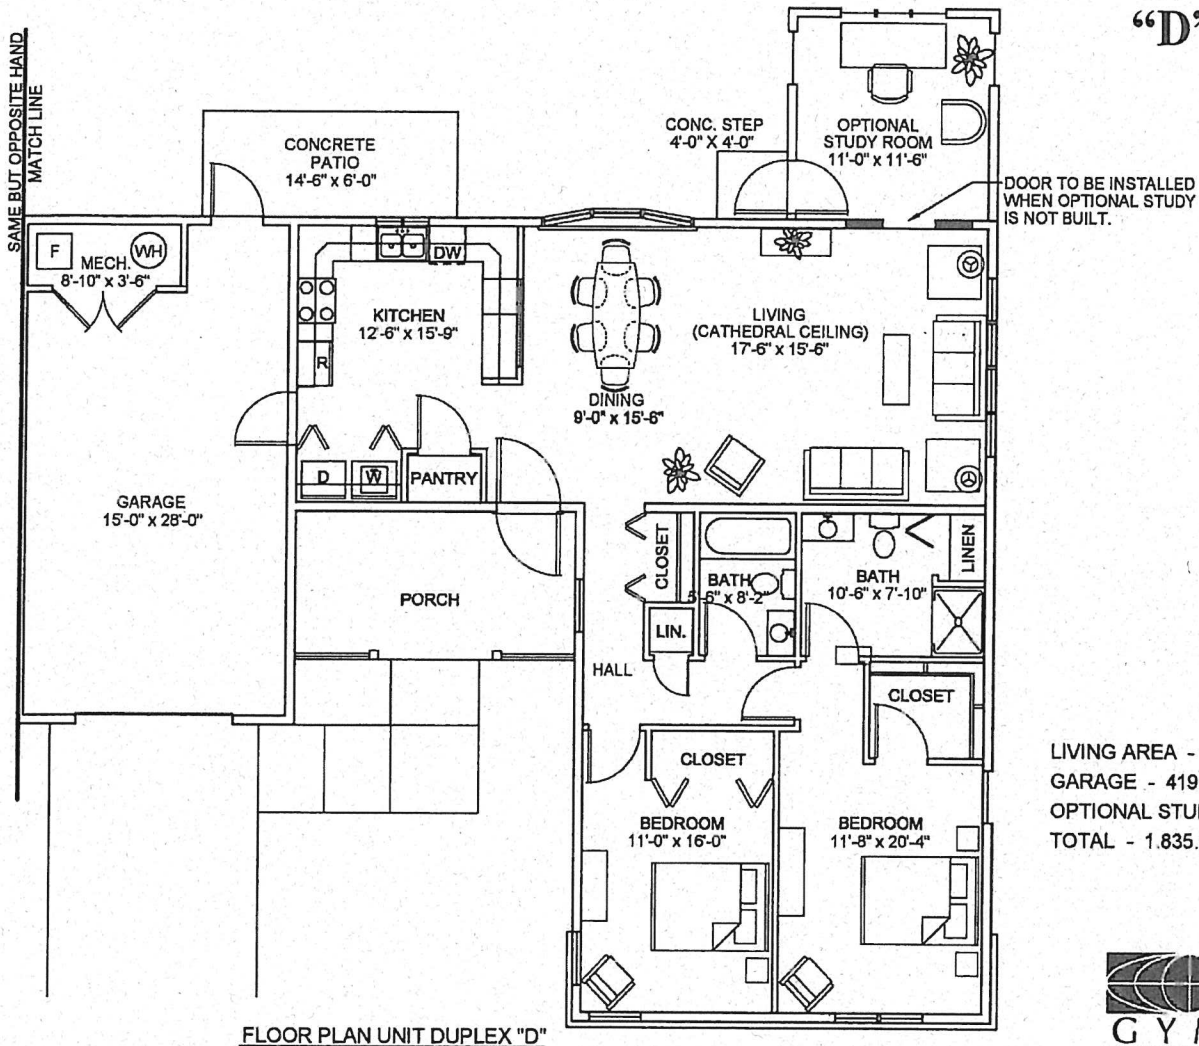 “D”
SAME BUT OPPOSITE HAND
MATCH LINE
CONCRETE
PATIO
14'-6" x 6'-0"
CONC. STEP
4'-0" X 4'-0"
OPTIONAL
STUDY ROOM
11'-0" x 11'-6"
DOOR TO BE INSTALLED
WHEN OPTIONAL STUDY
IS NOT BUILT.
F
WH
MECH.
8'-10" x 3'-6"
DW
KITCHEN
12'-6" x 15'-9"
R
LIVING
(CATHEDRAL CEILING)
17'-6" x 15'-6"
DINING
9'-0" x 15'-6"
D
W
PANTRY
GARAGE
15'-0" x 28'-0"
PORCH
CLOSET
BATH
5'-6" x 8'-2"
BATH
10'-6" x 7'-10"
LINEN
LIN.
HALL
CLOSET
CLOSET
BEDROOM
11'-0" x 16'-0"
BEDROOM
11'-8" x 20'-4"
LIVING AREA -
GARAGE - 419
OPTIONAL STU
TOTAL - 1.835.
FLOOR PLAN UNIT DUPLEX "D"
G Y